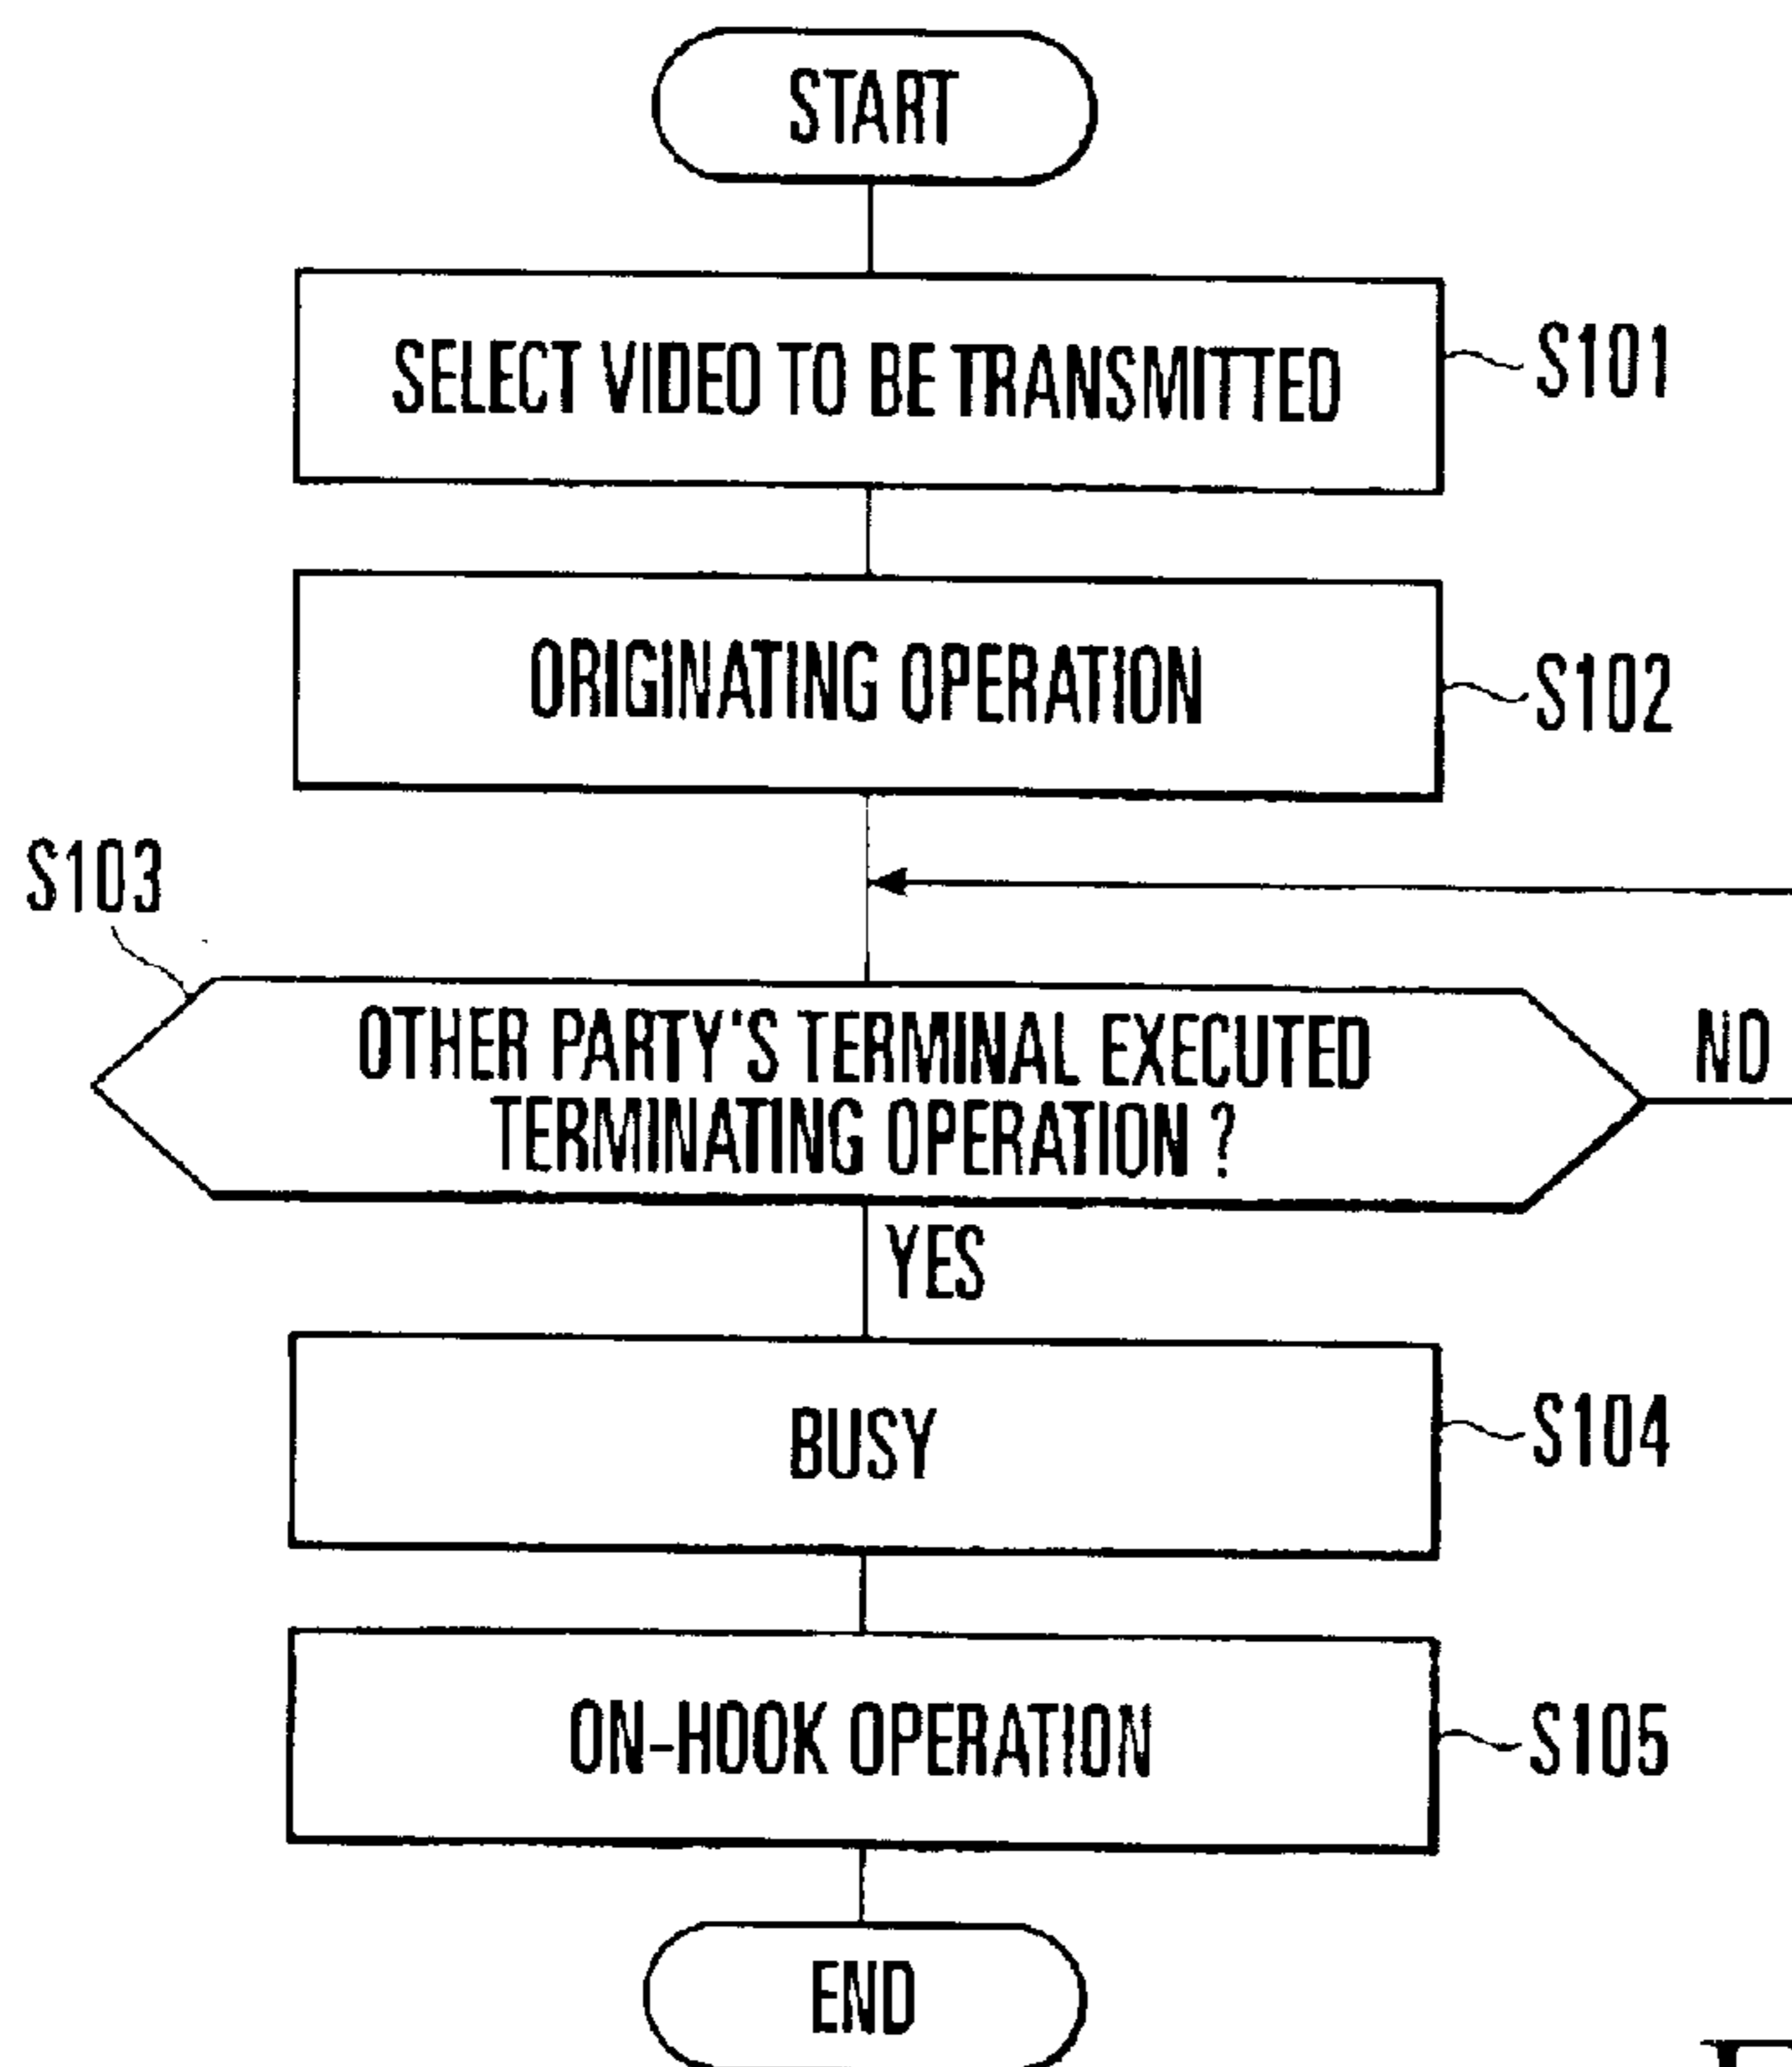 START
SELECT VIDEO TO BE TRANSMITTED
S101
ORIGINATING OPERATION
S102
S103
OTHER PARTY'S TERMINAL EXECUTED
TERMINATING OPERATION ?
NO
YES
BUSY
S104
ON-HOOK OPERATION
S105
END